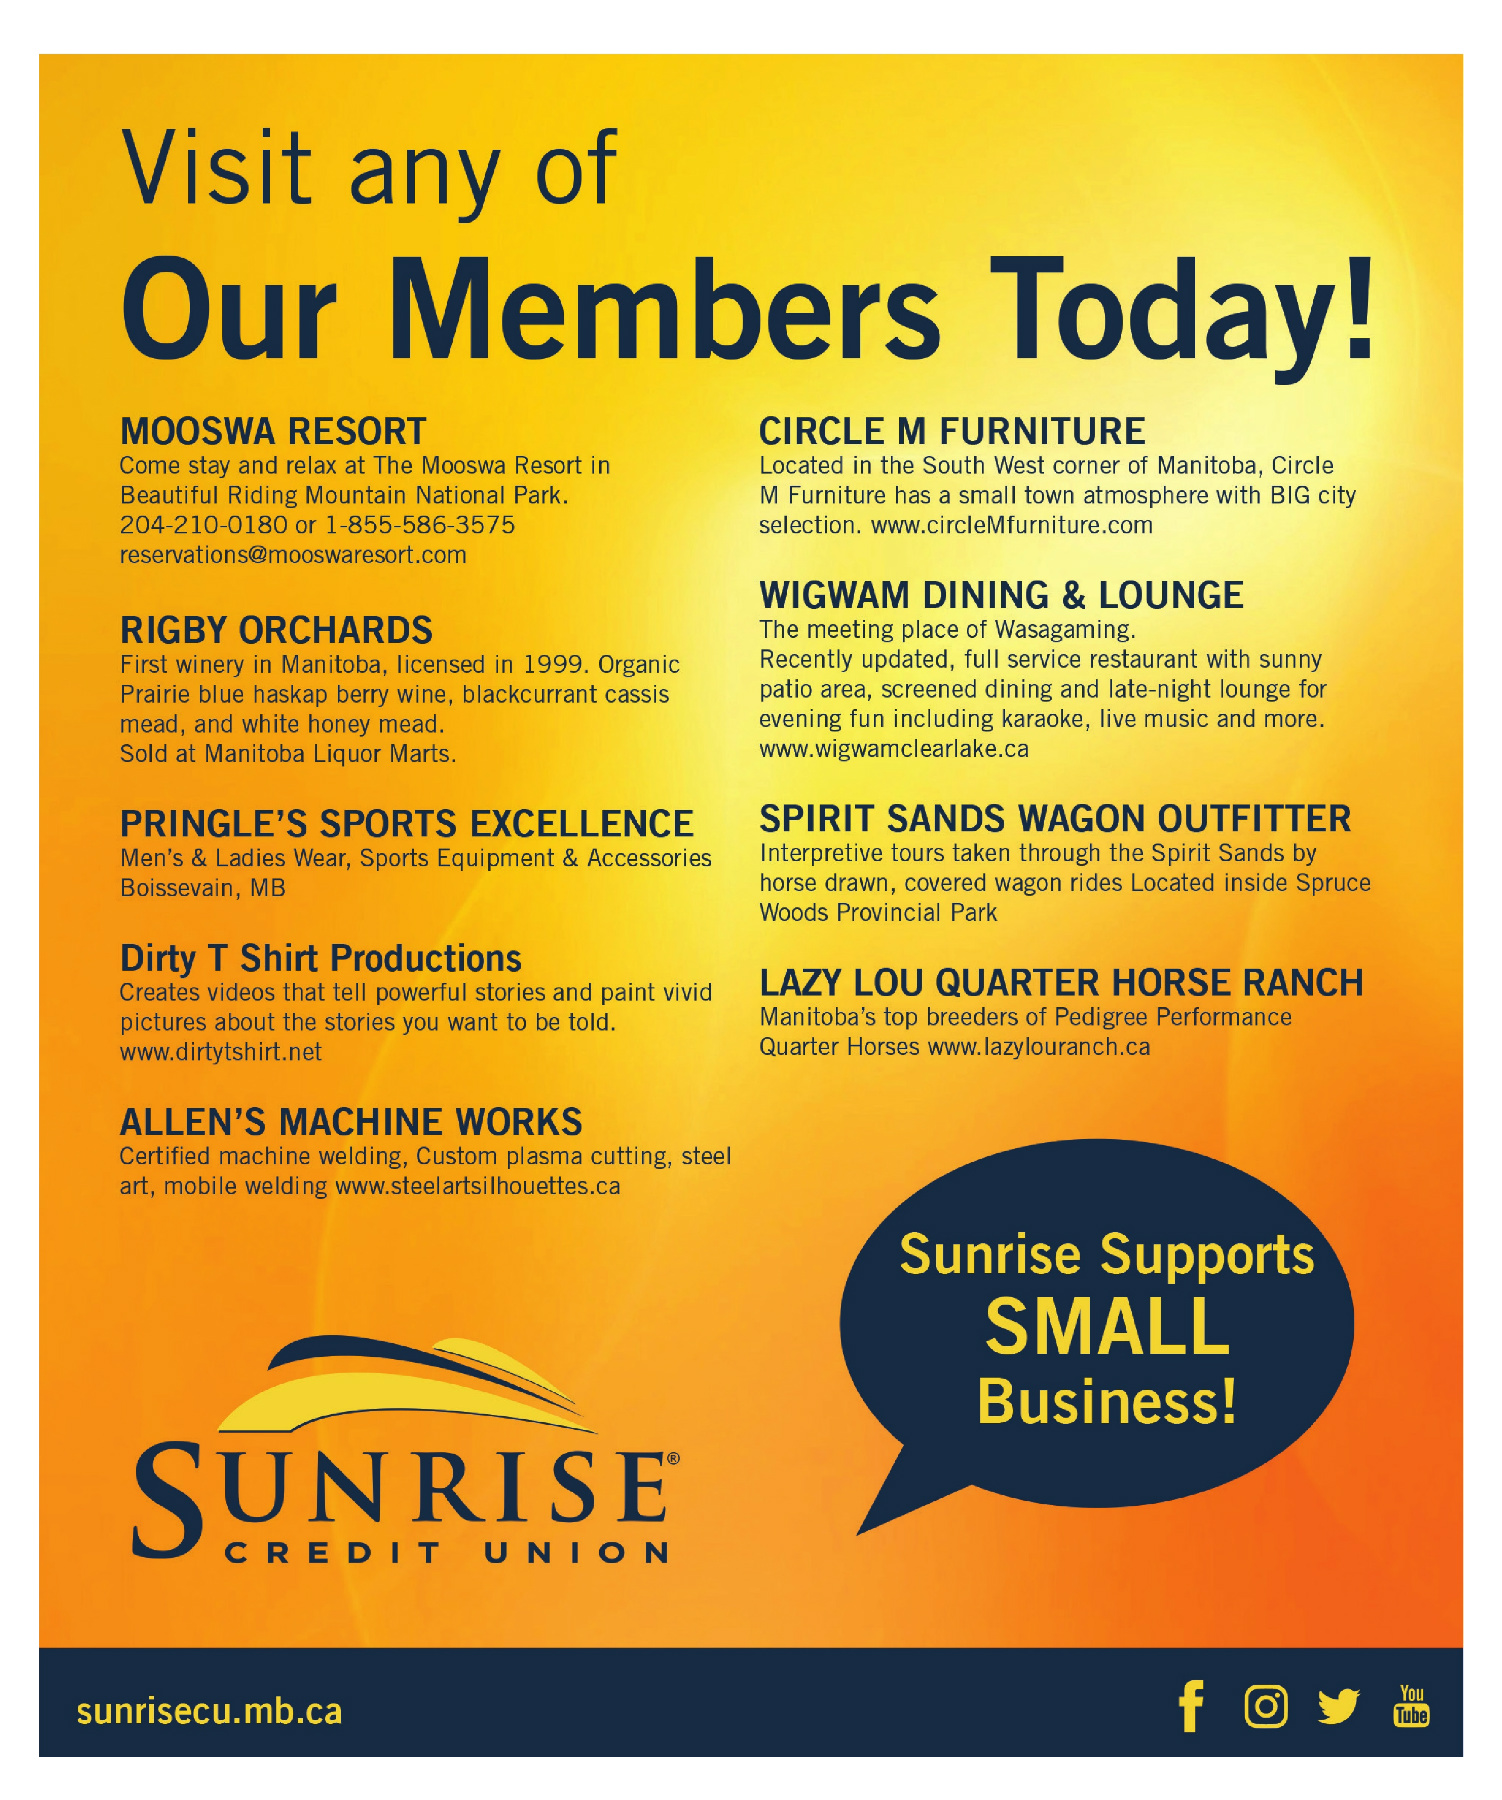 Visit any of
Our Members Today!
MOOSWA RESORT
Come stay and relax at The Mooswa Resort in
Beautiful Riding Mountain National Park.
204-210-0180 or 1-855-586-3575
reservations@mooswaresort.com
RIGBY ORCHARDS
First winery in Manitoba, licensed in 1999. Organic
Prairie blue haskap berry wine, blackcurrant cassis
mead, and white honey mead.
Sold at Manitoba Liquor Marts.
PRINGLE'S SPORTS EXCELLENCE
Men's & Ladies Wear, Sports Equipment & Accessories
Boissevain, MB
Dirty T Shirt Productions
Creates videos that tell powerful stories and paint vivid
pictures about the stories you want to be told.
www.dirtytshirt.net
ALLEN'S MACHINE WORKS
Certified machine welding, Custom plasma cutting, steel
art, mobile welding www.steelartsilhouettes.ca
CIRCLE M FURNITURE
Located in the South West corner of Manitoba, Circle
M Furniture has a small town atmosphere with BIG city
selection. www.circleMfurniture.com
WIGWAM DINING & LOUNGE
The meeting place of Wasagaming.
Recently updated, full service restaurant with sunny
patio area, screened dining and late-night lounge for
evening fun including karaoke, live music and more.
www.wigwamclearlake.ca
SPIRIT SANDS WAGON OUTFITTER
Interpretive tours taken through the Spirit Sands by
horse drawn, covered wagon rides Located inside Spruce
Woods Provincial Park
LAZY LOU QUARTER HORSE RANCH
Manitoba's top breeders of Pedigree Performance
Quarter Horses www.lazylouranch.ca
Sunrise Supports
SMALL
Business!
SUNRISE®
CREDIT UNION
sunrisecu.mb.ca
You
Tube